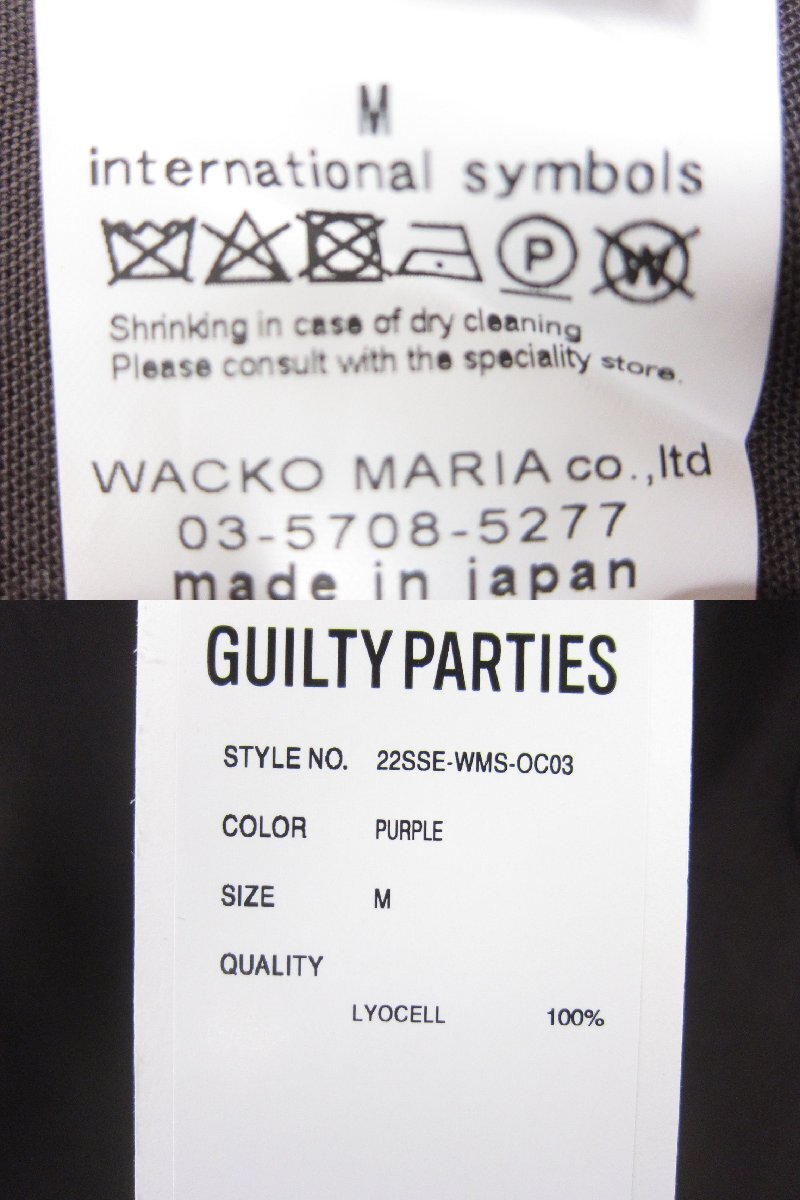 M
international symbols
P W
Shrinking in case of dry cleaning
Please consult with the speciality store.
WACKO MARIA co.,ltd
03-5708-5277
made in japan
GUILTY PARTIES
STYLE NO. 22SSE-WMS-OC03
COLOR PURPLE
SIZE M
QUALITY
LYOCELL 100%